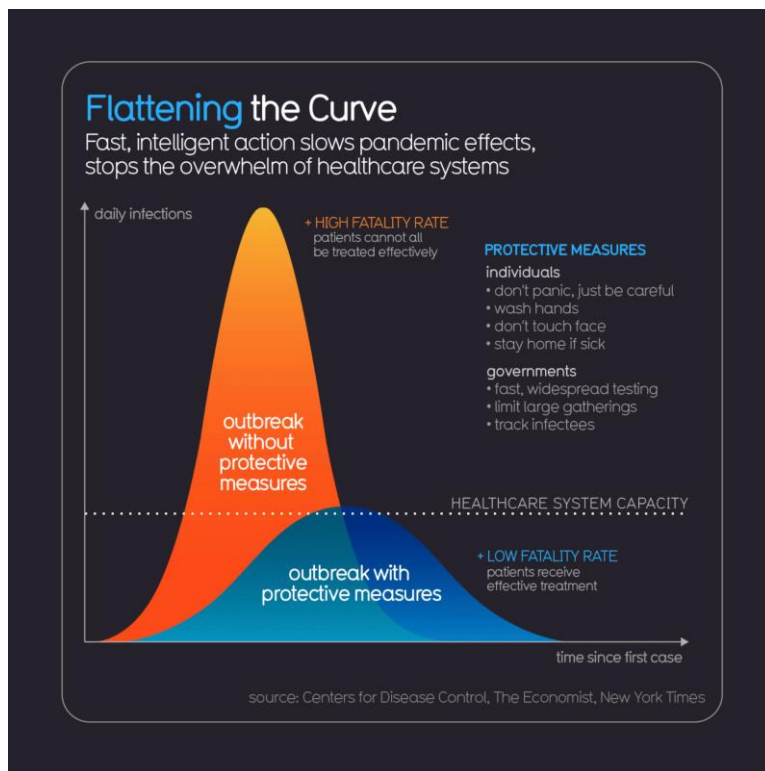 Flattening the Curve
Fast, intelligent action slows pandemic effects,
stops the overwhelm of healthcare systems
daily infections
+ HIGH FATALITY RATE
patients cannot all
be treated effectively
PROTECTIVE MEASURES
individuals
• don't panic, just be careful
• wash hands
• don't touch face
• stay home if sick
governments
• fast, widespread testing
• limit large gatherings
• track infectees
outbreak
without
protective
measures
HEALTHCARE SYSTEM CAPACITY
outbreak with
protective measures
+ LOW FATALITY RATE
patients receive
effective treatment
time since first case
source: Centers for Disease Control, The Economist, New York Times